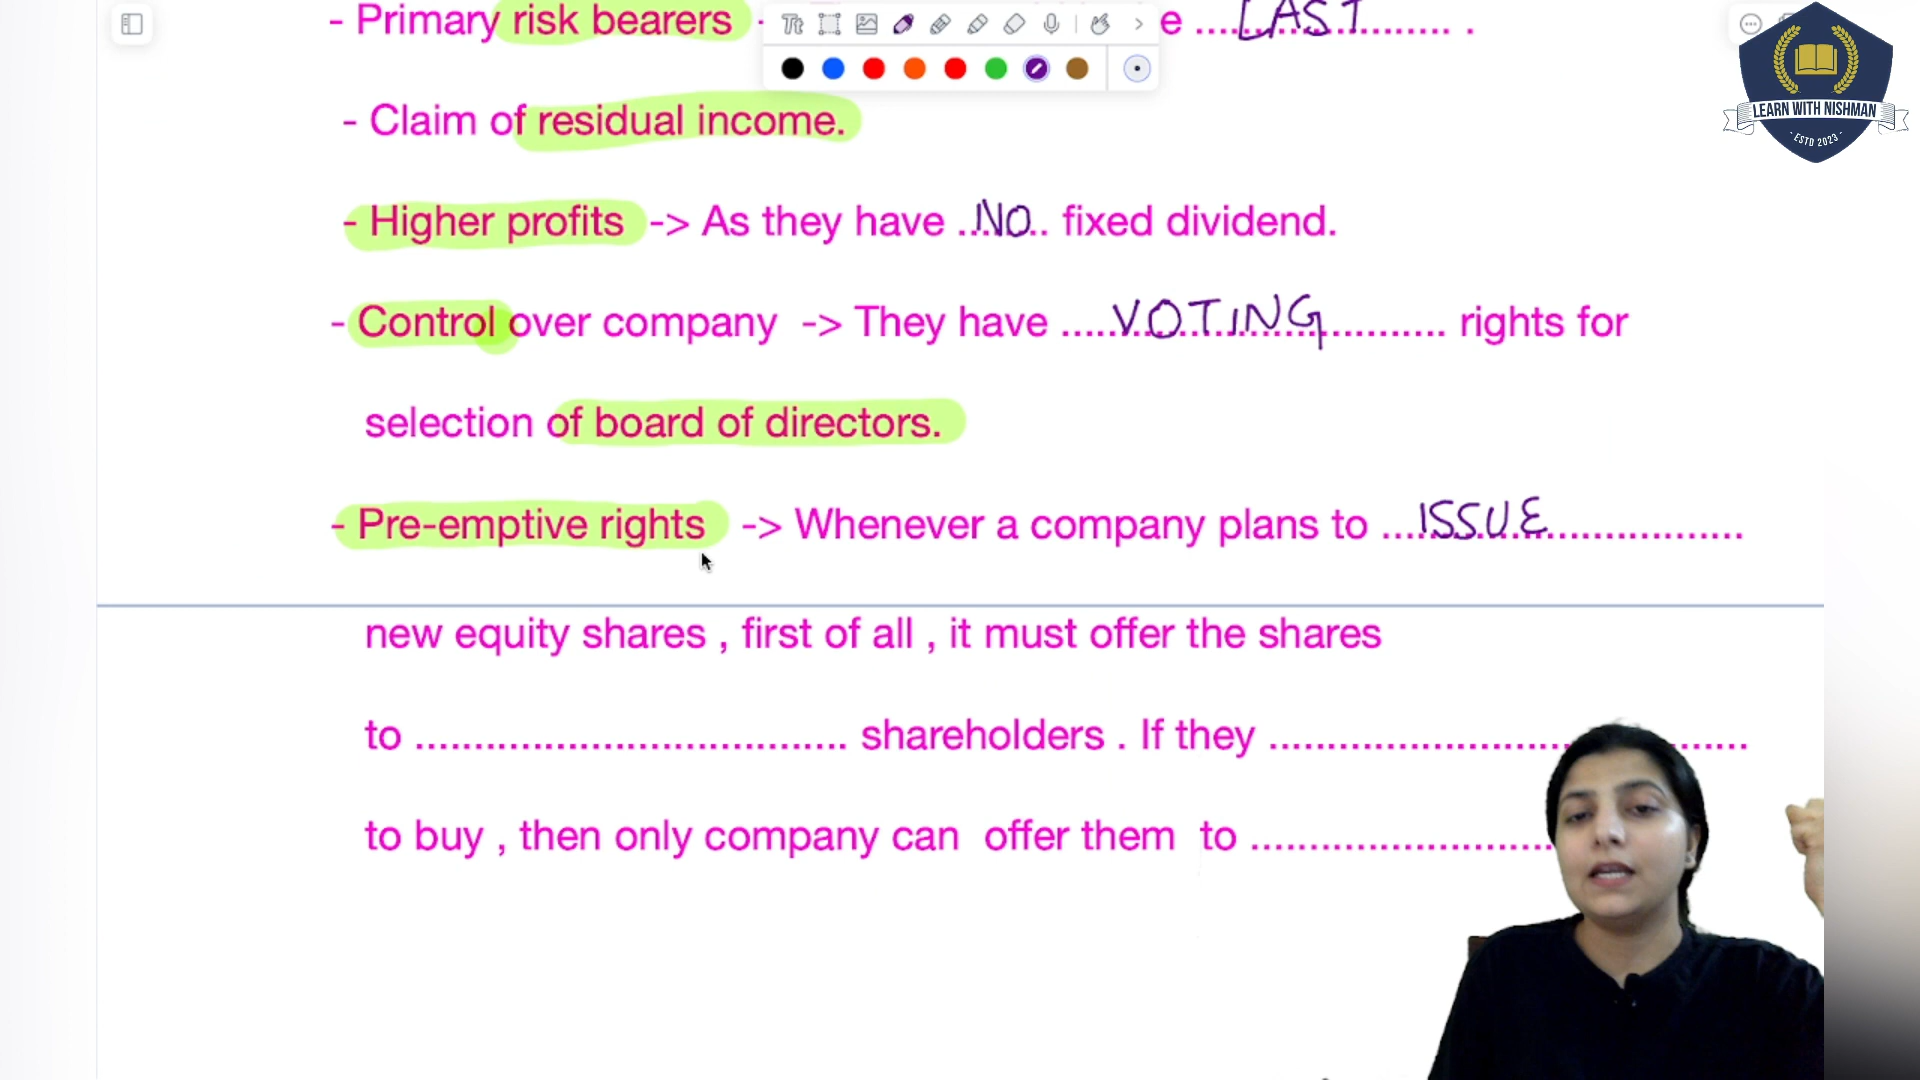 - Primary risk bearers - e ....LAST.... .
- Claim of residual income.
- Higher profits -> As they have ..NO.. fixed dividend.
- Control over company -> They have .....VOTING.......... rights for
selection of board of directors.
- Pre-emptive rights -> Whenever a company plans to ...ISSUE................
new equity shares , first of all , it must offer the shares
to .................................... shareholders . If they ........................................
to buy , then only company can offer them to .........................
Tt
LEARN WITH NISHMAN
· ESTD 2023 ·